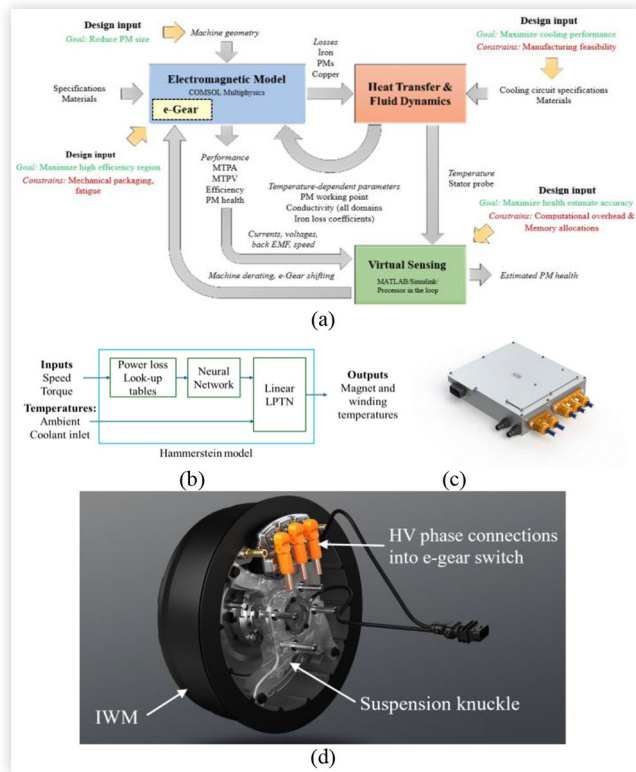 Design input
Goal: Reduce PM size
Machine geometry
Losses
Iron
PMs
Copper
Design input
Goal: Maximize cooling performance
Constrains: Manufacturing feasibility
Specifications
Materials
Electromagnetic Model
COMSOL Multiphysics
e-Gear
Heat Transfer &
Fluid Dynamics
Cooling circuit specifications
Materials
Design input
Goal: Maximize high efficiency region
Constrains: Mechanical packaging,
fatigue
Performance
MTPA
MTPV
Efficiency
PM health
Temperature-dependent parameters
PM working point
Conductivity (all domains
Iron loss coefficients)
Temperature
Stator probe
Design input
Goal: Maximize health estimate accuracy
Constrains: Computational overhead &
Memory allocations
Currents, voltages,
back EMF, speed
Machine derating, e-Gear shifting
Virtual Sensing
MATLAB/Simulink/
Processor in the loop
Estimated PM health
(a)
Inputs
Speed
Torque
Temperatures:
Ambient
Coolant inlet
Power loss
Look-up
tables
Neural
Network
Linear
LPTN
Outputs
Magnet and
winding
temperatures
Hammerstein model
(b)
(c)
HV phase connections
into e-gear switch
Suspension knuckle
IWM
(d)